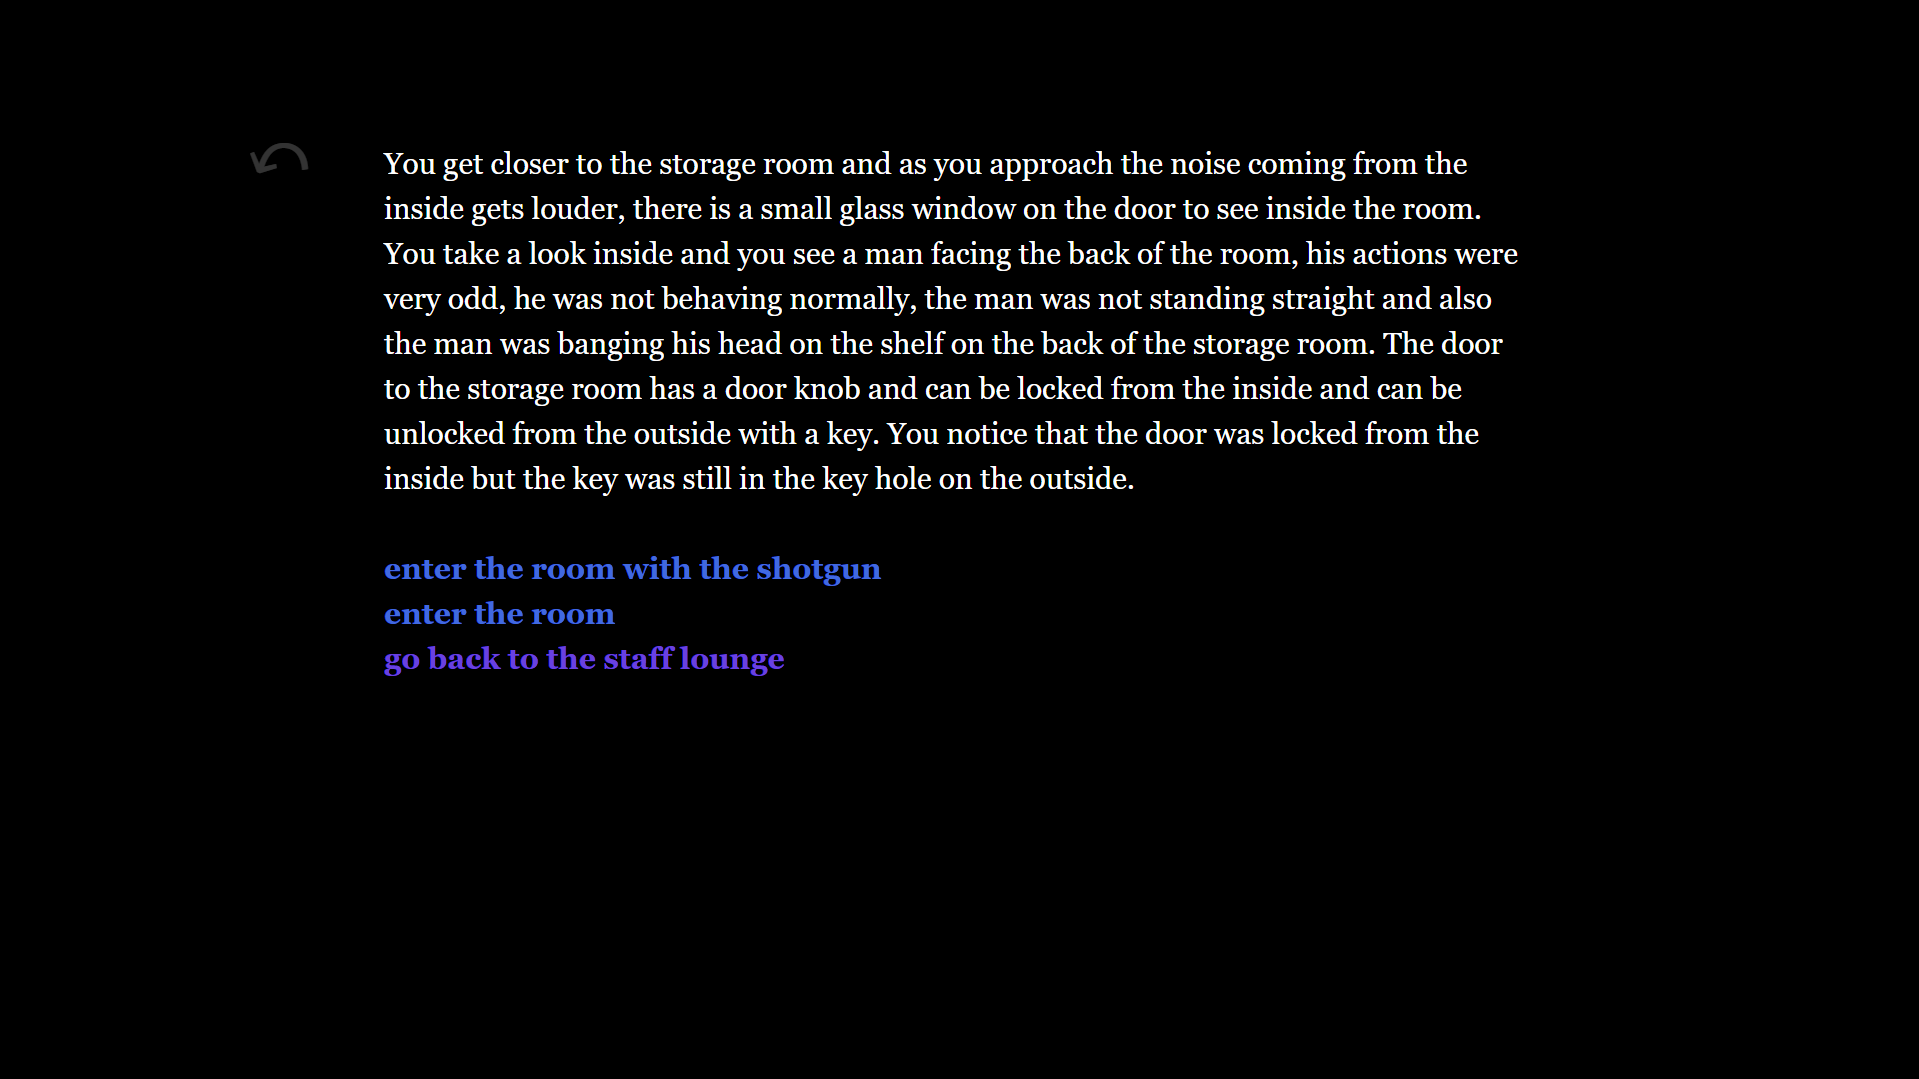 You get closer to the storage room and as you approach the noise coming from the
inside gets louder, there is a small glass window on the door to see inside the room.
You take a look inside and you see a man facing the back of the room, his actions were
very odd, he was not behaving normally, the man was not standing straight and also
the man was banging his head on the shelf on the back of the storage room. The door
to the storage room has a door knob and can be locked from the inside and can be
unlocked from the outside with a key. You notice that the door was locked from the
inside but the key was still in the key hole on the outside.
enter the room with the shotgun
enter the room
go back to the staff lounge